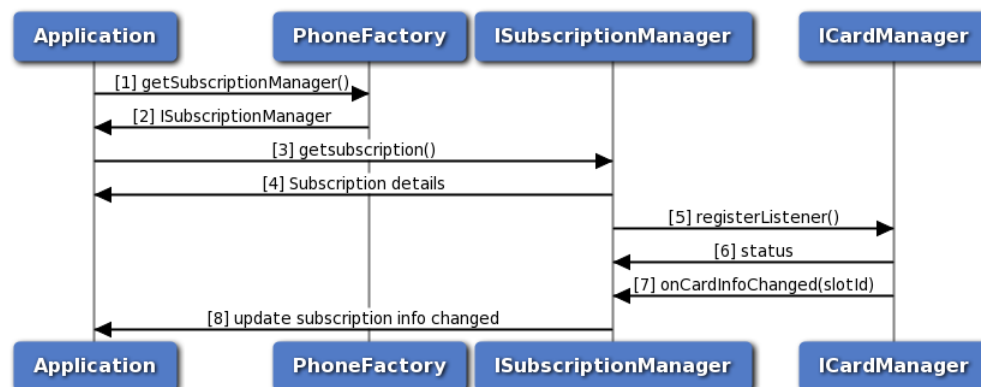 Application PhoneFactory ISubscriptionManager ICardManager
[1] getSubscriptionManager()
[2] ISubscriptionManager
[3] getsubscription()
[4] Subscription details
[5] registerListener()
[6] status
[7] onCardInfoChanged(slotId)
[8] update subscription info changed
Application PhoneFactory ISubscriptionManager ICardManager